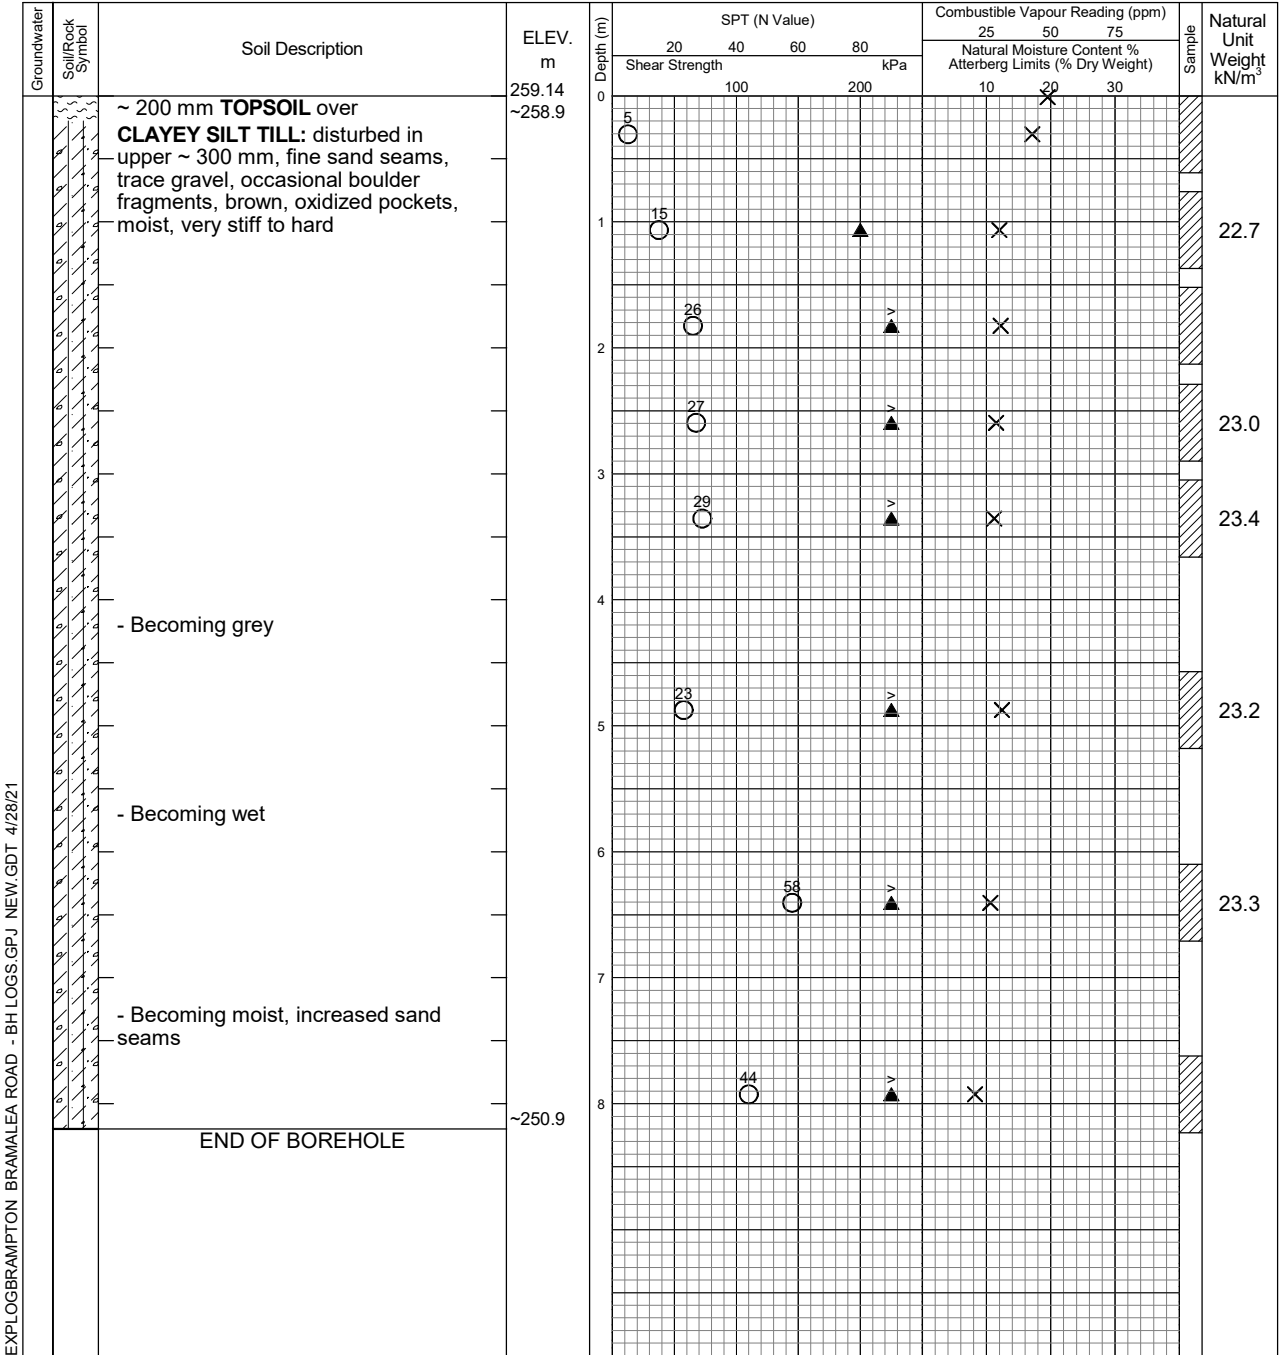 Groundwater
Soil/Rock
Symbol
Soil Description
ELEV.
m
259.14
Depth (m)
SPT (N Value)
20 40 60 80
Shear Strength kPa
100 200
Combustible Vapour Reading (ppm)
25 50 75
Natural Moisture Content %
Atterberg Limits (% Dry Weight)
10 20 30
Sample
Natural
Unit
Weight
kN/m³
0
~ 200 mm TOPSOIL over
~258.9
CLAYEY SILT TILL: disturbed in
upper ~ 300 mm, fine sand seams,
trace gravel, occasional boulder
fragments, brown, oxidized pockets,
moist, very stiff to hard
5
15
1
22.7
26
>
2
27
>
23.0
3
29
>
23.4
4
- Becoming grey
23
>
23.2
5
- Becoming wet
6
58
>
23.3
7
- Becoming moist, increased sand
seams
44
>
8
~250.9
END OF BOREHOLE
EXPLOGBRAMPTON BRAMALEA ROAD - BH LOGS.GPJ NEW.GDT 4/28/21